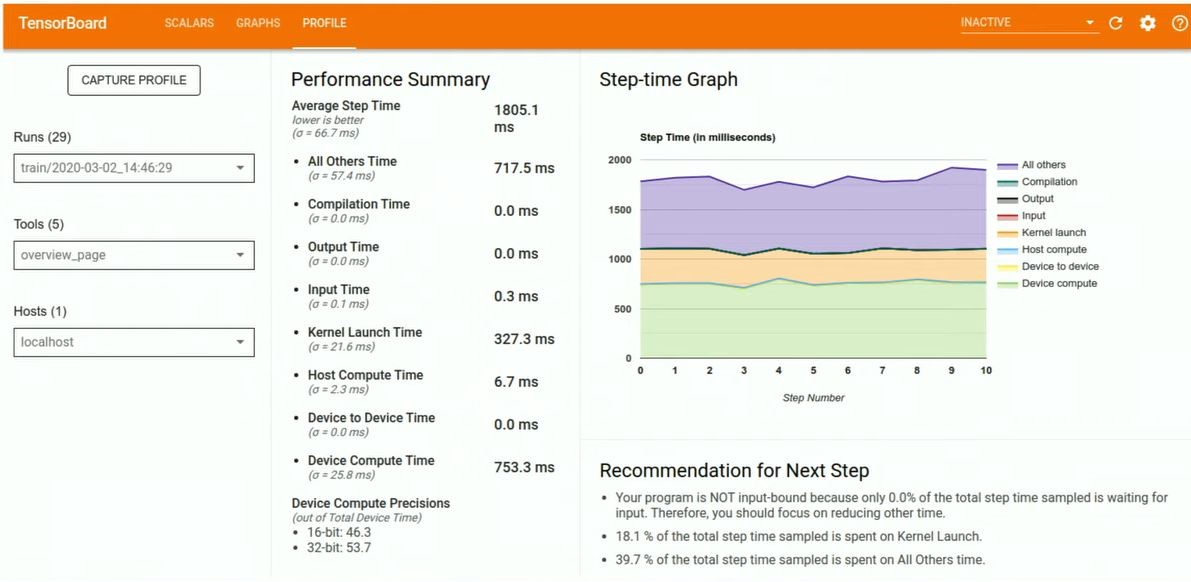 TensorBoard
SCALARS
GRAPHS
PROFILE
INACTIVE
CAPTURE PROFILE
Runs (29)
train/2020-03-02_14:46:29
Tools (5)
overview_page
Hosts (1)
localhost
Performance Summary
Average Step Time
lower is better
(σ = 66.7 ms)
1805.1
ms
All Others Time
(σ = 57.4 ms)
717.5 ms
Compilation Time
(σ = 0.0 ms)
0.0 ms
Output Time
(σ = 0.0 ms)
0.0 ms
Input Time
(σ = 0.1 ms)
0.3 ms
Kernel Launch Time
(σ = 21.6 ms)
327.3 ms
Host Compute Time
(σ = 2.3 ms)
6.7 ms
Device to Device Time
(σ = 0.0 ms)
0.0 ms
Device Compute Time
(σ = 25.8 ms)
753.3 ms
Device Compute Precisions
(out of Total Device Time)
16-bit: 46.3
32-bit: 53.7
Step-time Graph
Step Time (in milliseconds)
2000
1500
1000
500
0
0 1 2 3 4 5 6 7 8 9 10
Step Number
All others
Compilation
Output
Input
Kernel launch
Host compute
Device to device
Device compute
Recommendation for Next Step
Your program is NOT input-bound because only 0.0% of the total step time sampled is waiting for
input. Therefore, you should focus on reducing other time.
18.1 % of the total step time sampled is spent on Kernel Launch.
39.7 % of the total step time sampled is spent on All Others time.